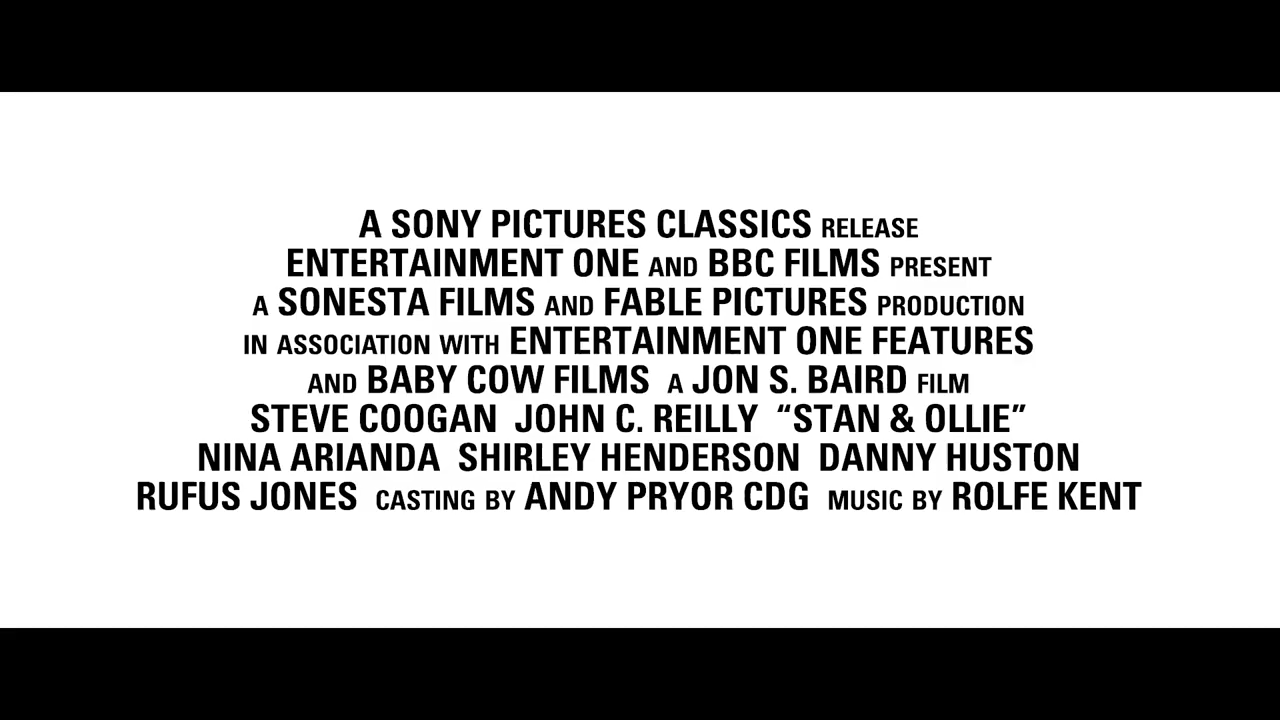 A SONY PICTURES CLASSICS RELEASE
ENTERTAINMENT ONE AND BBC FILMS PRESENT
A SONESTA FILMS AND FABLE PICTURES PRODUCTION
IN ASSOCIATION WITH ENTERTAINMENT ONE FEATURES
AND BABY COW FILMS A JON S. BAIRD FILM
STEVE COOGAN JOHN C. REILLY “STAN & OLLIE”
NINA ARIANDA SHIRLEY HENDERSON DANNY HUSTON
RUFUS JONES CASTING BY ANDY PRYOR CDG MUSIC BY ROLFE KENT